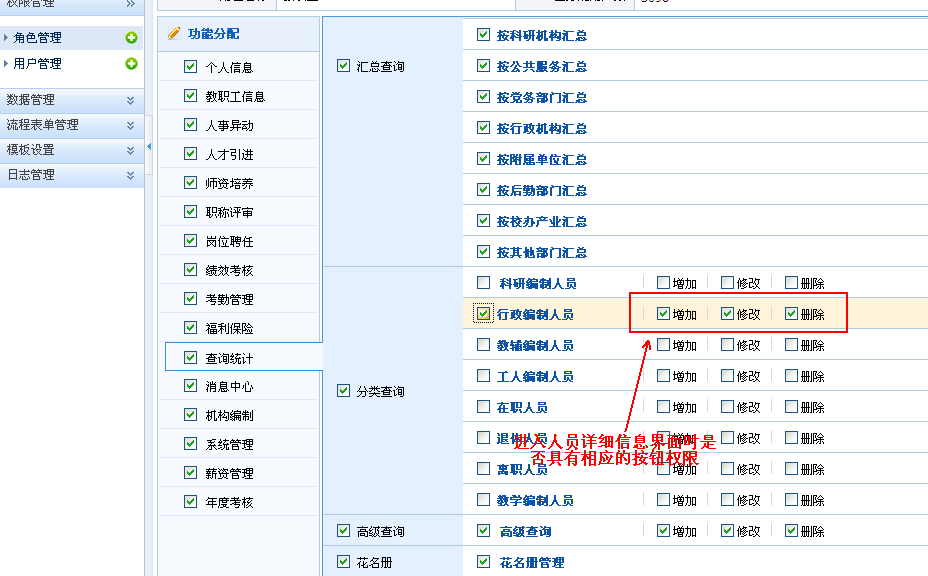 权限管理
角色管理
用户管理
数据管理
流程表单管理
模板设置
日志管理
功能分配
个人信息
教职工信息
人事异动
人才引进
师资培养
职称评审
岗位聘任
绩效考核
考勤管理
福利保险
查询统计
消息中心
机构编制
系统管理
薪资管理
年度考核
汇总查询
按科研机构汇总
按公共服务汇总
按党务部门汇总
按行政机构汇总
按附属单位汇总
按后勤部门汇总
按校办产业汇总
按其他部门汇总
分类查询
科研编制人员 增加 修改 删除
行政编制人员 增加 修改 删除
教辅编制人员 增加 修改 删除
工人编制人员 增加 修改 删除
在职人员 增加 修改 删除
退休人员 增加 修改 删除
离职人员 增加 修改 删除
教学编制人员 增加 修改 删除
进入人员详细信息界面时是
否具有相应的按钮权限
高级查询 高级查询 增加 修改 删除
花名册 花名册管理